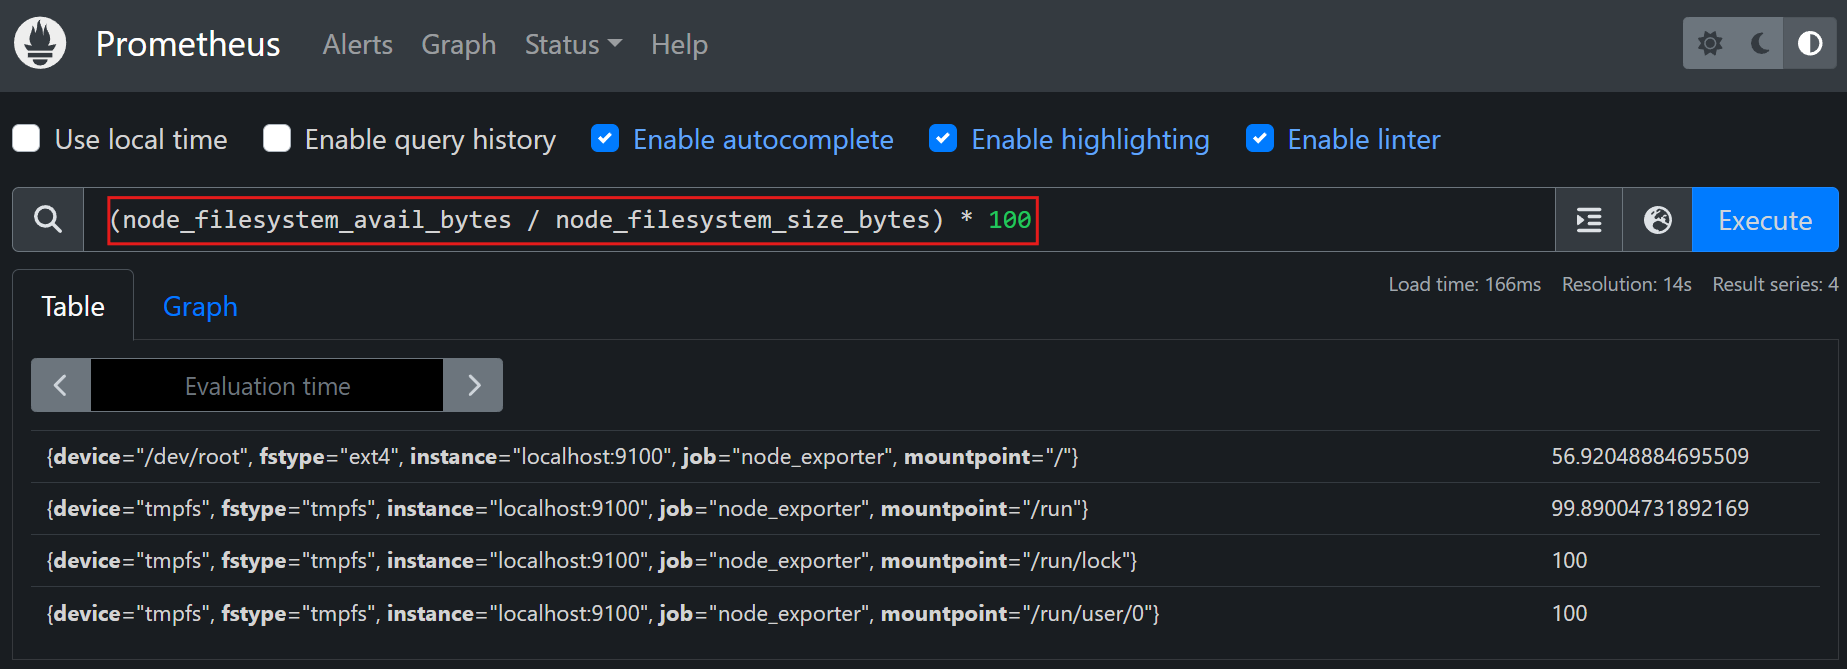 Prometheus Alerts Graph Status Help
Use local time Enable query history Enable autocomplete Enable highlighting Enable linter
(node_filesystem_avail_bytes / node_filesystem_size_bytes) * 100 Execute
Load time: 166ms Resolution: 14s Result series: 4
Table Graph
Evaluation time
{device="/dev/root", fstype="ext4", instance="localhost:9100", job="node_exporter", mountpoint="/"} 56.92048884695509
{device="tmpfs", fstype="tmpfs", instance="localhost:9100", job="node_exporter", mountpoint="/run"} 99.89004731892169
{device="tmpfs", fstype="tmpfs", instance="localhost:9100", job="node_exporter", mountpoint="/run/lock"} 100
{device="tmpfs", fstype="tmpfs", instance="localhost:9100", job="node_exporter", mountpoint="/run/user/0"} 100